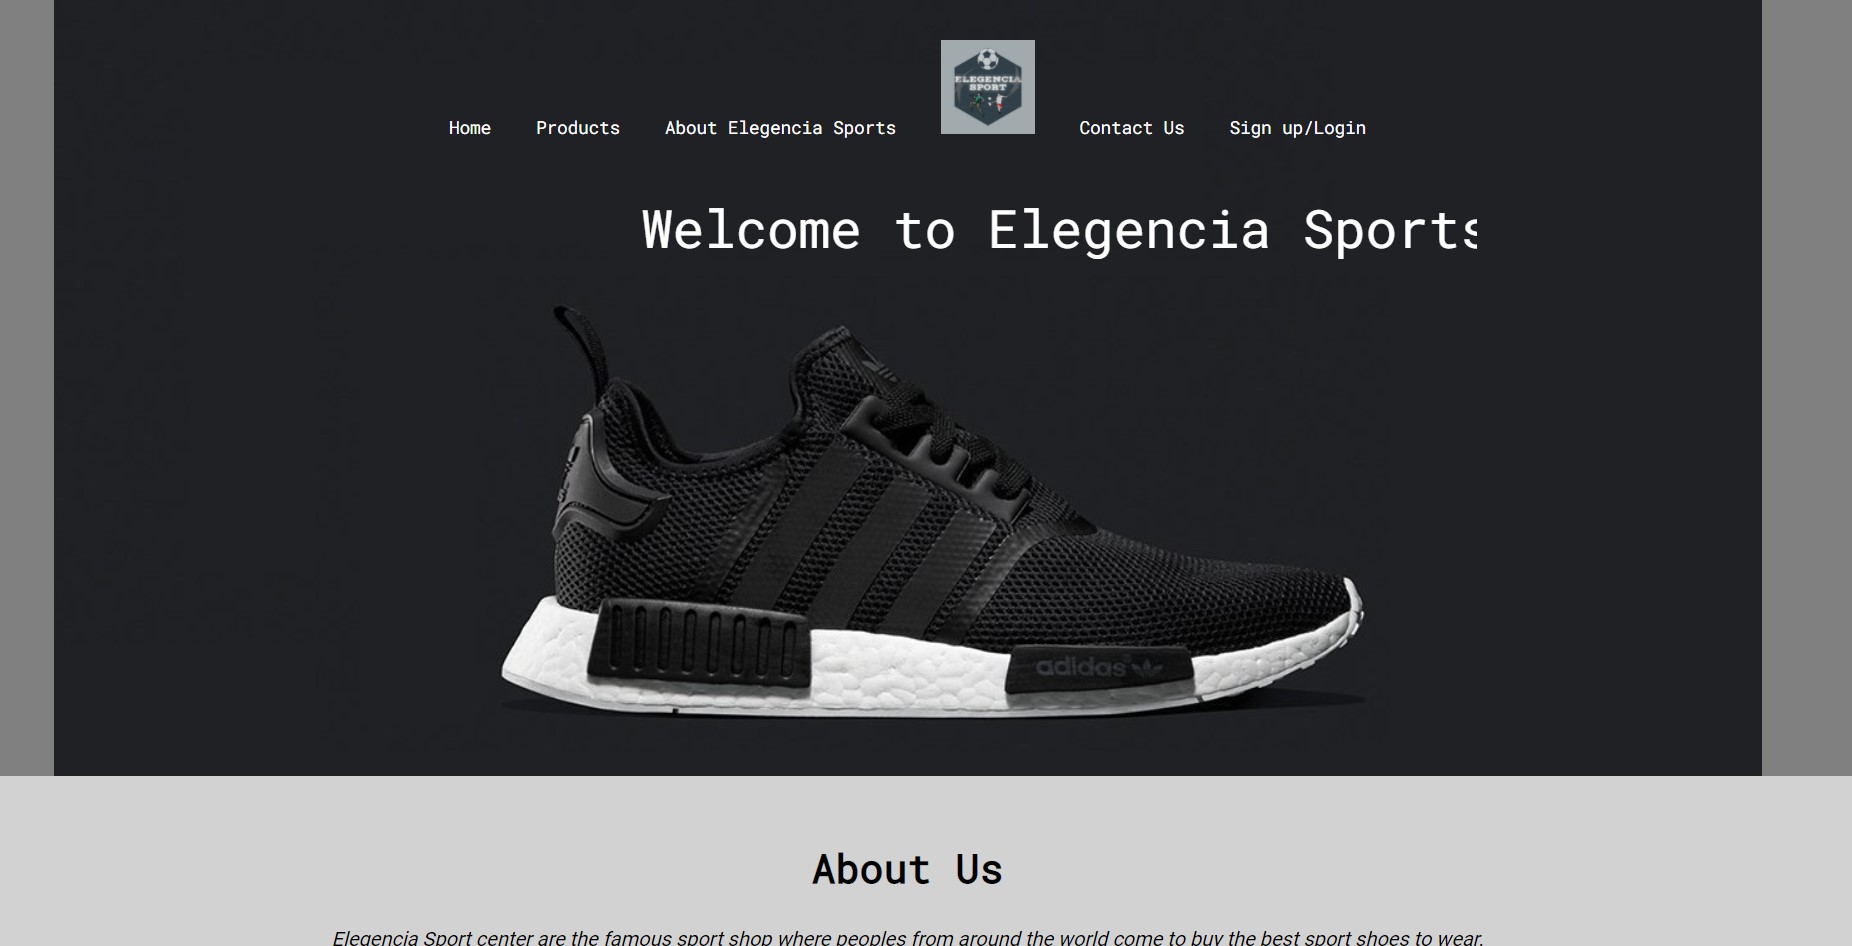 ELEGENCIA
SPORT
Home Products About Elegencia Sports Contact Us Sign up/Login
Welcome to Elegencia Sports
adidas
About Us
Elegencia Sport center are the famous sport shop where peoples from around the world come to buy the best sport shoes to wear.